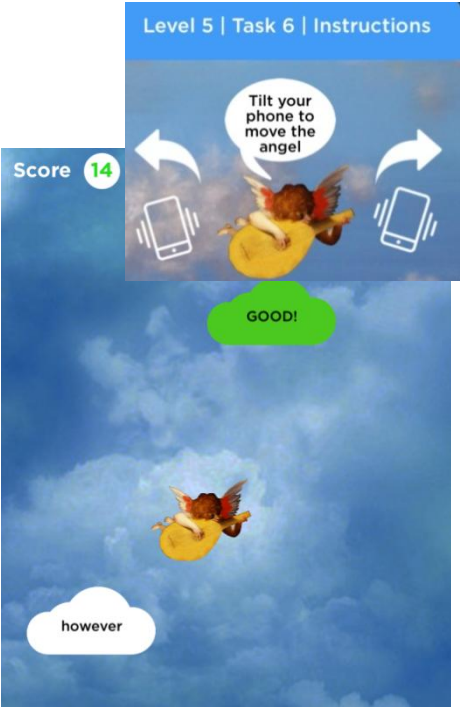 Level 5 | Task 6 | Instructions
Tilt your
phone to
move the
angel
Score 14
GOOD!
however